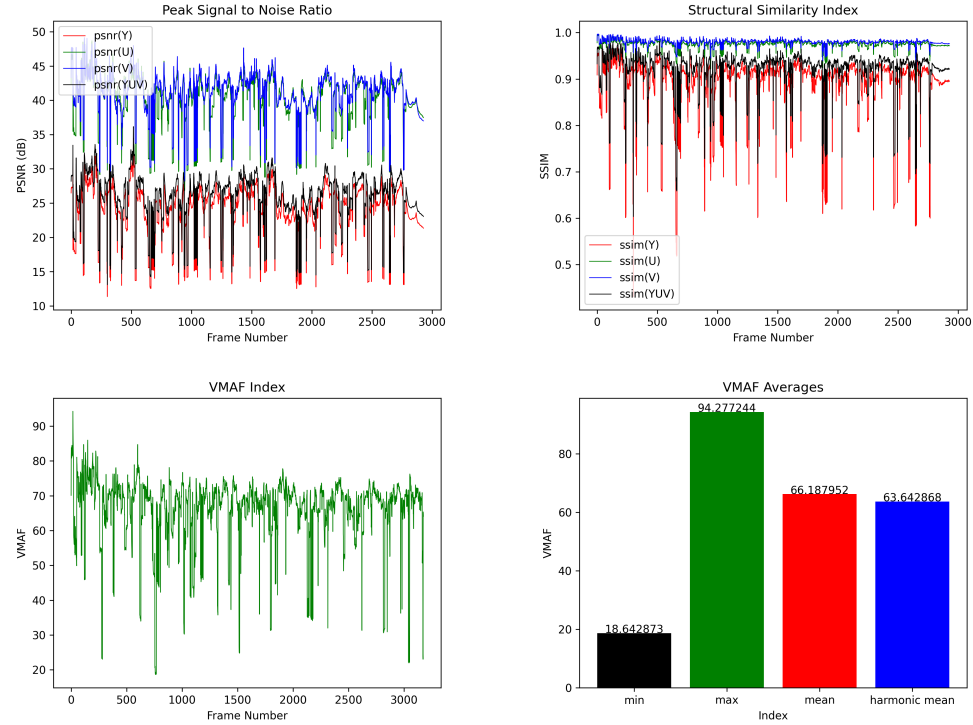 Peak Signal to Noise Ratio
50
45
40
35
30
25
20
15
10
PSNR (dB)
psnr(Y)
psnr(U)
psnr(V)
psnr(YUV)
0 500 1000 1500 2000 2500 3000
Frame Number
Structural Similarity Index
1.0
0.9
0.8
0.7
0.6
0.5
SSIM
ssim(Y)
ssim(U)
ssim(V)
ssim(YUV)
0 500 1000 1500 2000 2500 3000
Frame Number
VMAF Index
90
80
70
60
50
40
30
20
VMAF
0 500 1000 1500 2000 2500 3000
Frame Number
VMAF Averages
80
60
40
20
0
VMAF
18.642873
94.277244
66.187952
63.642868
min max mean harmonic mean
Index